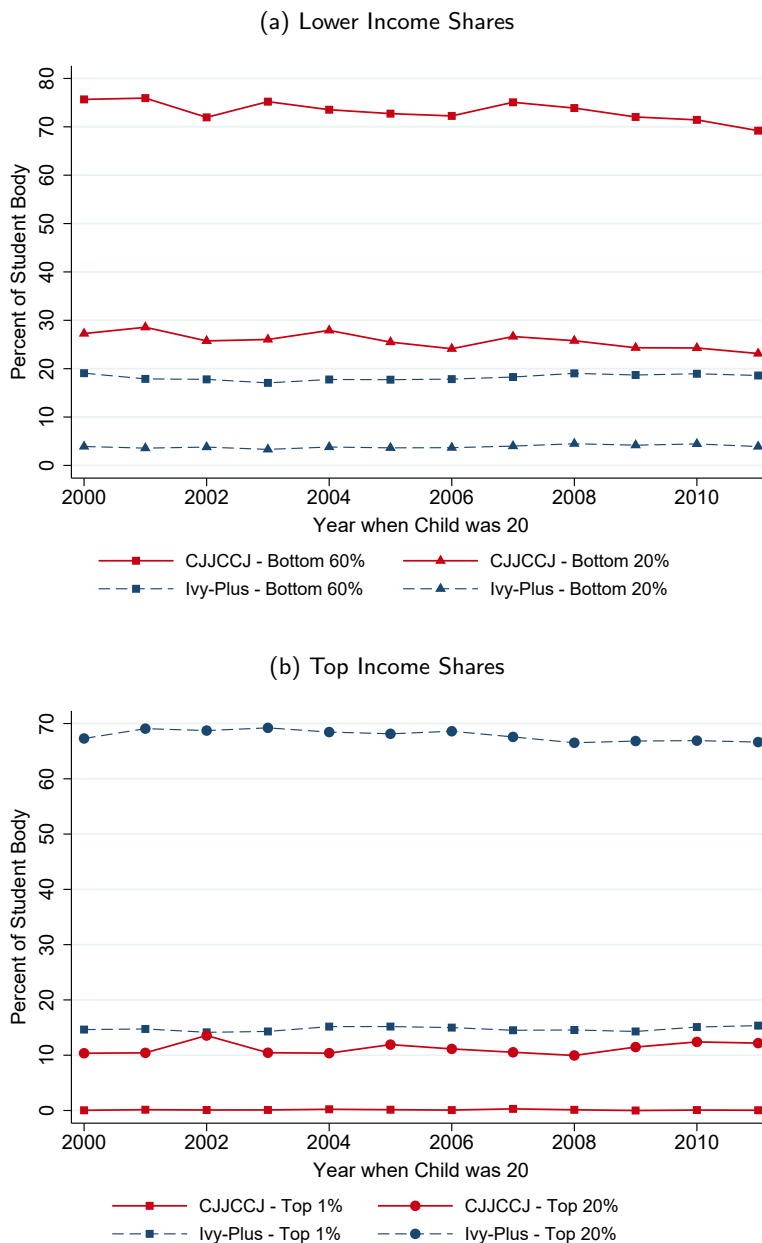 (a) Lower Income Shares
80
70
60
50
40
30
20
10
0
Percent of Student Body
2000 2002 2004 2006 2008 2010
Year when Child was 20
CJJCCJ - Bottom 60% CJJCCJ - Bottom 20%
Ivy-Plus - Bottom 60% Ivy-Plus - Bottom 20%
(b) Top Income Shares
70
60
50
40
30
20
10
0
Percent of Student Body
2000 2002 2004 2006 2008 2010
Year when Child was 20
CJJCCJ - Top 1% CJJCCJ - Top 20%
Ivy-Plus - Top 1% Ivy-Plus - Top 20%